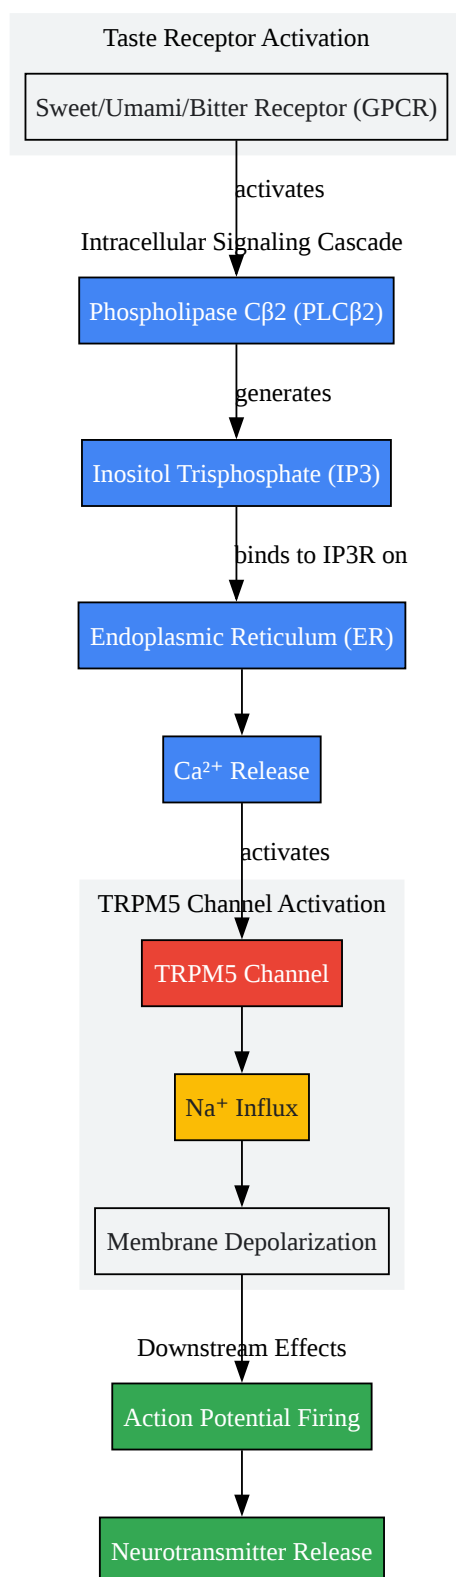 Taste Receptor Activation
Sweet/Umami/Bitter Receptor (GPCR)
activates
Intracellular Signaling Cascade
Phospholipase Cβ2 (PLCβ2)
generates
Inositol Trisphosphate (IP3)
binds to IP3R on
Endoplasmic Reticulum (ER)
Ca²⁺ Release
activates
TRPM5 Channel Activation
TRPM5 Channel
Na⁺ Influx
Membrane Depolarization
Downstream Effects
Action Potential Firing
Neurotransmitter Release